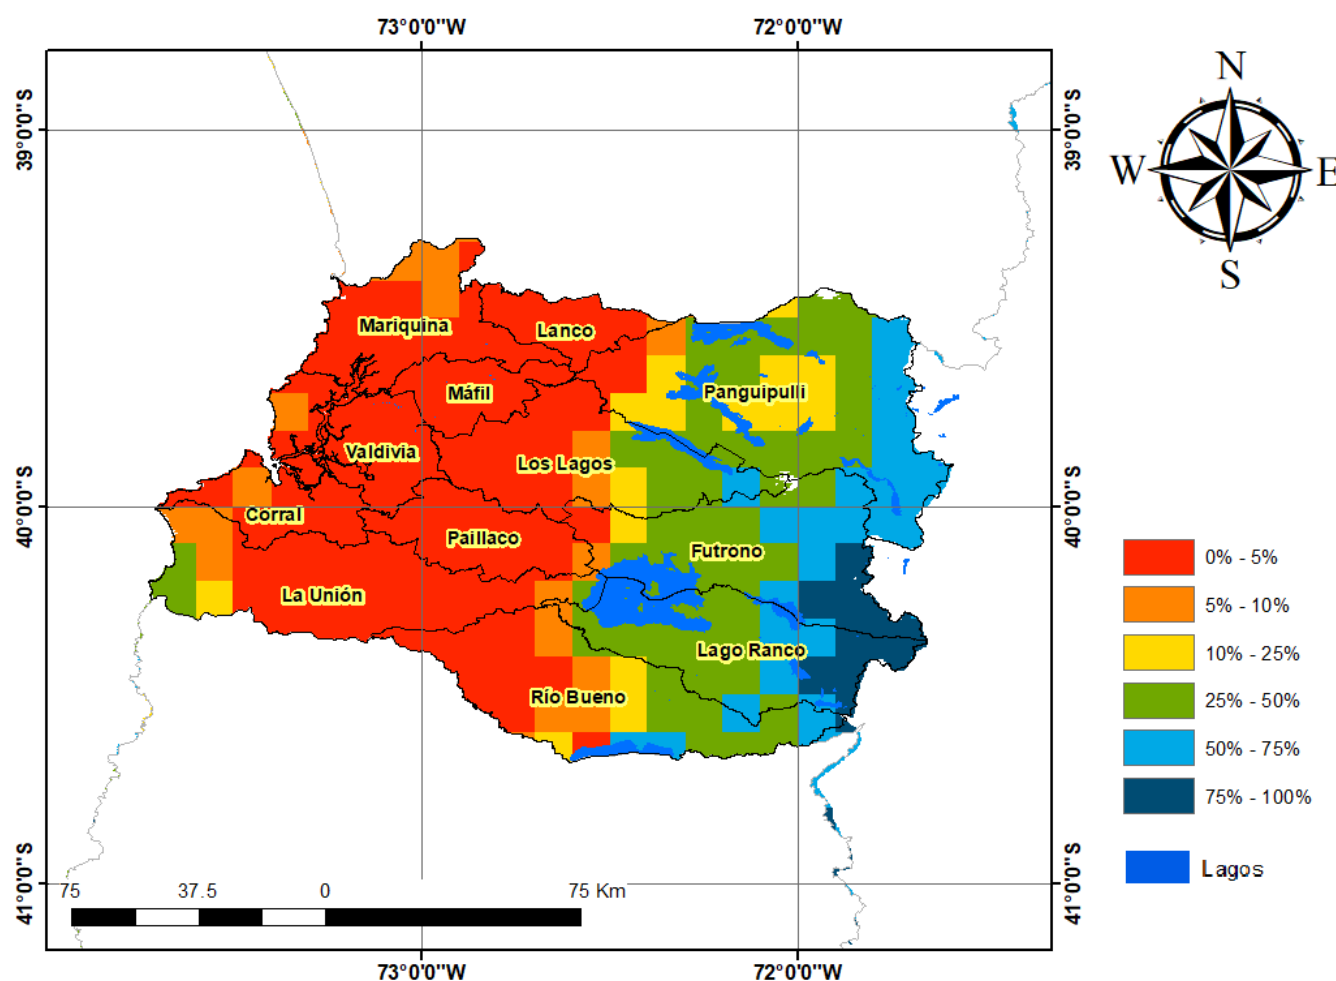 73°0'0"W
72°0'0"W
N
W
E
S
39°0'0"S
39°0'0"S
Mariquina
Lanco
Máfil
Panguipulli
Valdivia
Los Lagos
40°0'0"S
40°0'0"S
Corral
Paillaco
Futrono
La Unión
Lago Ranco
Río Bueno
0% - 5%
5% - 10%
10% - 25%
25% - 50%
50% - 75%
75% - 100%
Lagos
41°0'0"S
41°0'0"S
75
37.5
0
75 Km
73°0'0"W
72°0'0"W